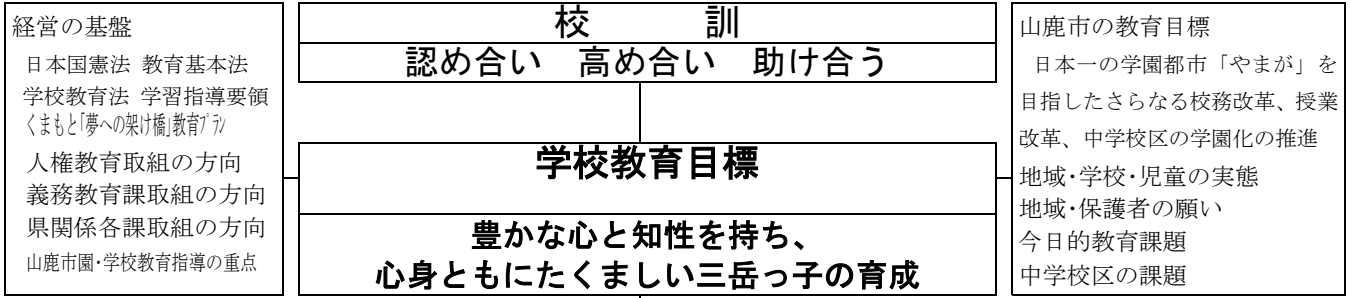 経営の基盤
日本国憲法 教育基本法
学校教育法 学習指導要領
くまもと「夢への架け橋」教育プラン
人権教育取組の方向
義務教育課取組の方向
県関係各課取組の方向
山鹿市園・学校教育指導の重点
校 訓
認め合い 高め合い 助け合う
学校教育目標
豊かな心と知性を持ち、
心身ともにたくましい三岳っ子の育成
山鹿市の教育目標
日本一の学園都市「やまが」を
目指したさらなる校務改革、授業
改革、中学校区の学園化の推進
地域・学校・児童の実態
地域・保護者の願い
今日的教育課題
中学校区の課題